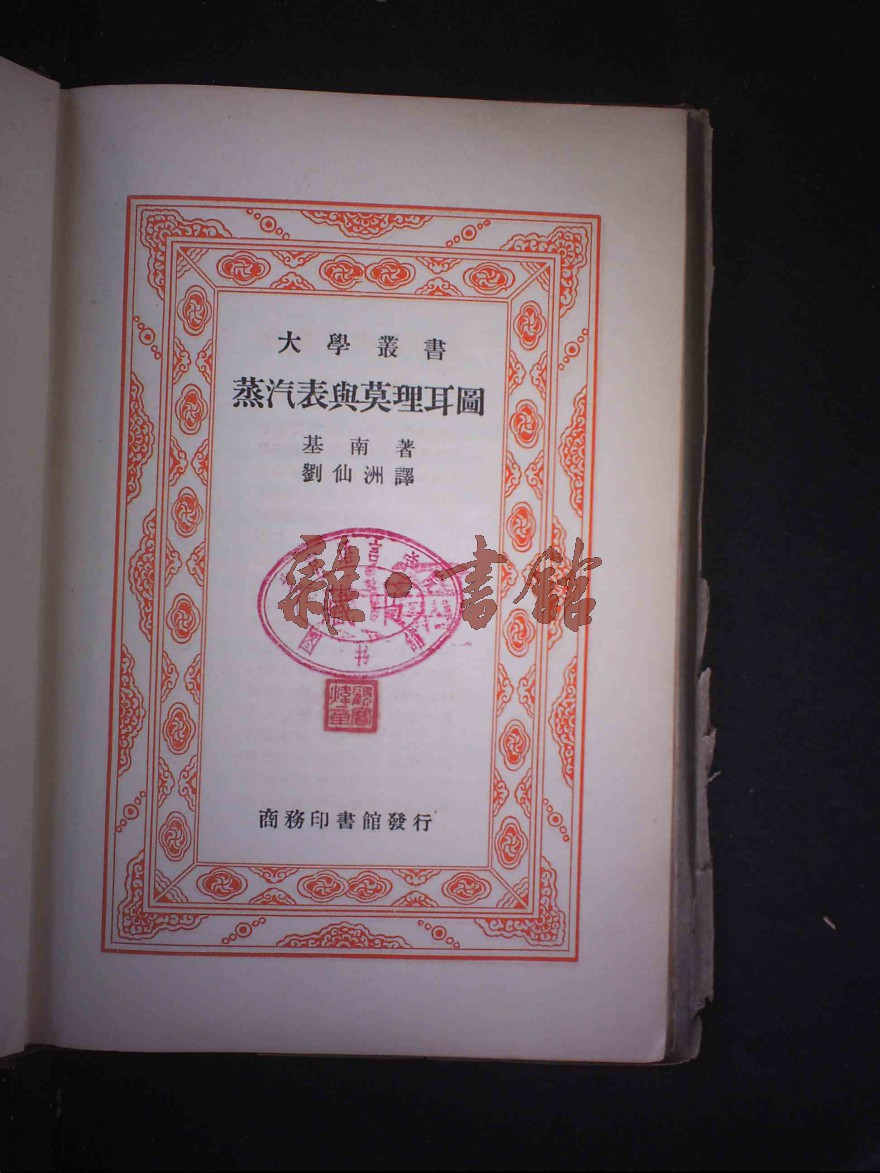 大學叢書
蒸汽表與莫理耳圖
基南著
劉仙洲譯
雜·書館
商務印書館發行